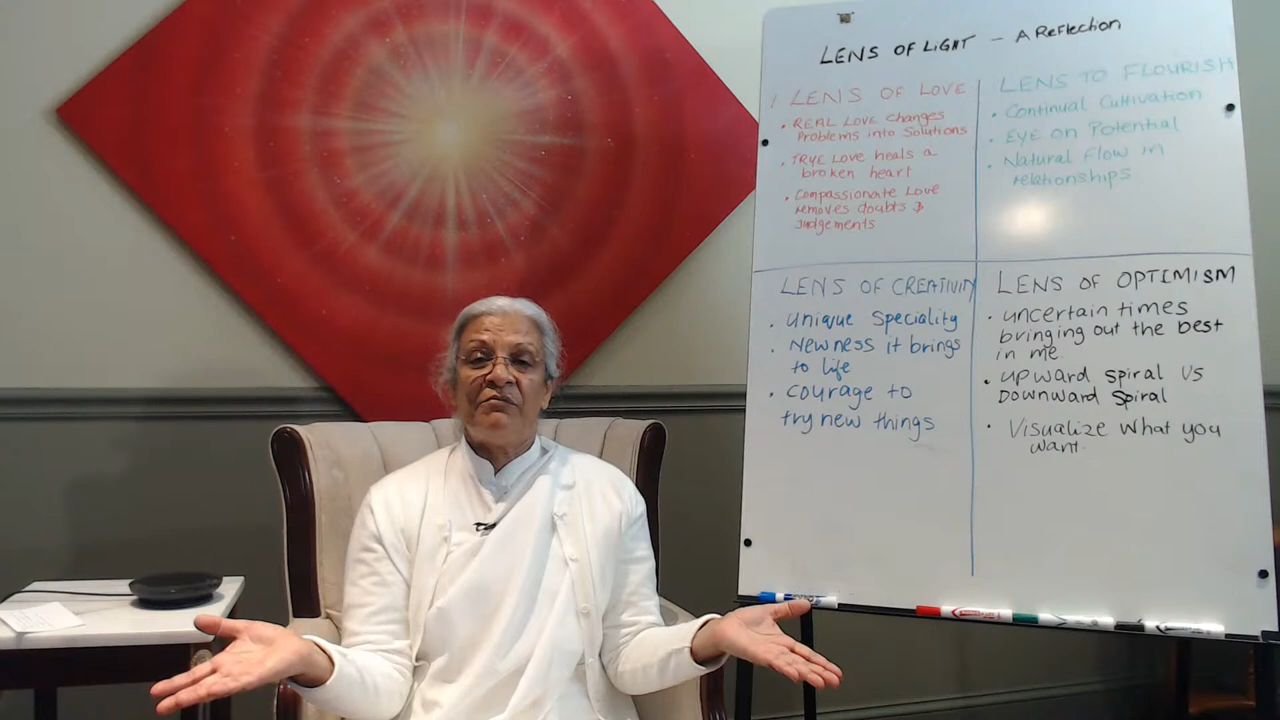 LENS OF LIGHT - A Reflection
1 LENS OF LOVE
• REAL LOVE changes
Problems into Solutions
• TRUE Love heals a
broken heart
• Compassionate Love
removes doubts &
Judgements
LENS TO FLOURISH
• Continual Cultivation
• Eye on Potential
• Natural Flow in
relationships
LENS OF CREATIVITY
• Unique Speciality
• Newness it brings
to life
• Courage to
try new things
LENS OF OPTIMISM
• uncertain times
bringing out the best
in me.
• upward spiral vs
Downward Spiral
• Visualize what you
want.